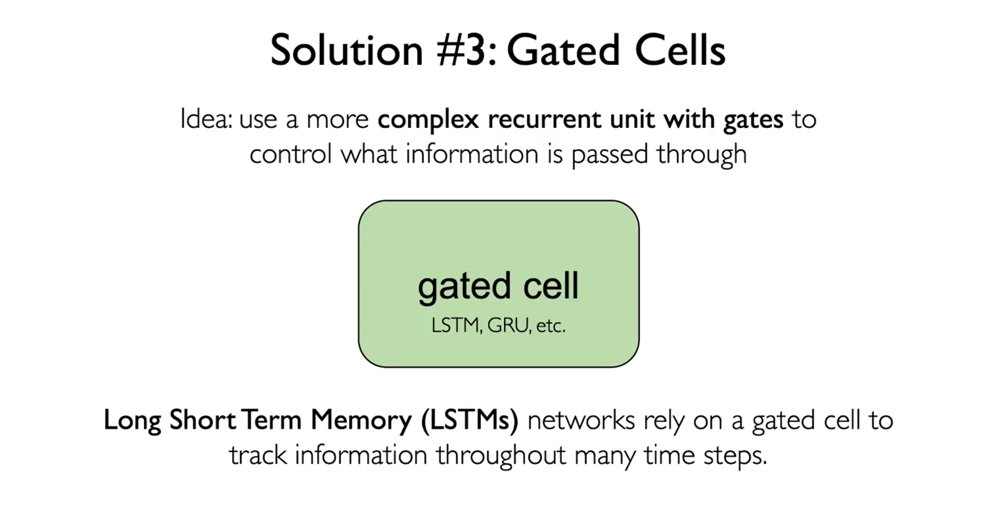 Solution #3: Gated Cells
Idea: use a more complex recurrent unit with gates to
control what information is passed through
gated cell
LSTM, GRU, etc.
Long Short Term Memory (LSTMs) networks rely on a gated cell to
track information throughout many time steps.